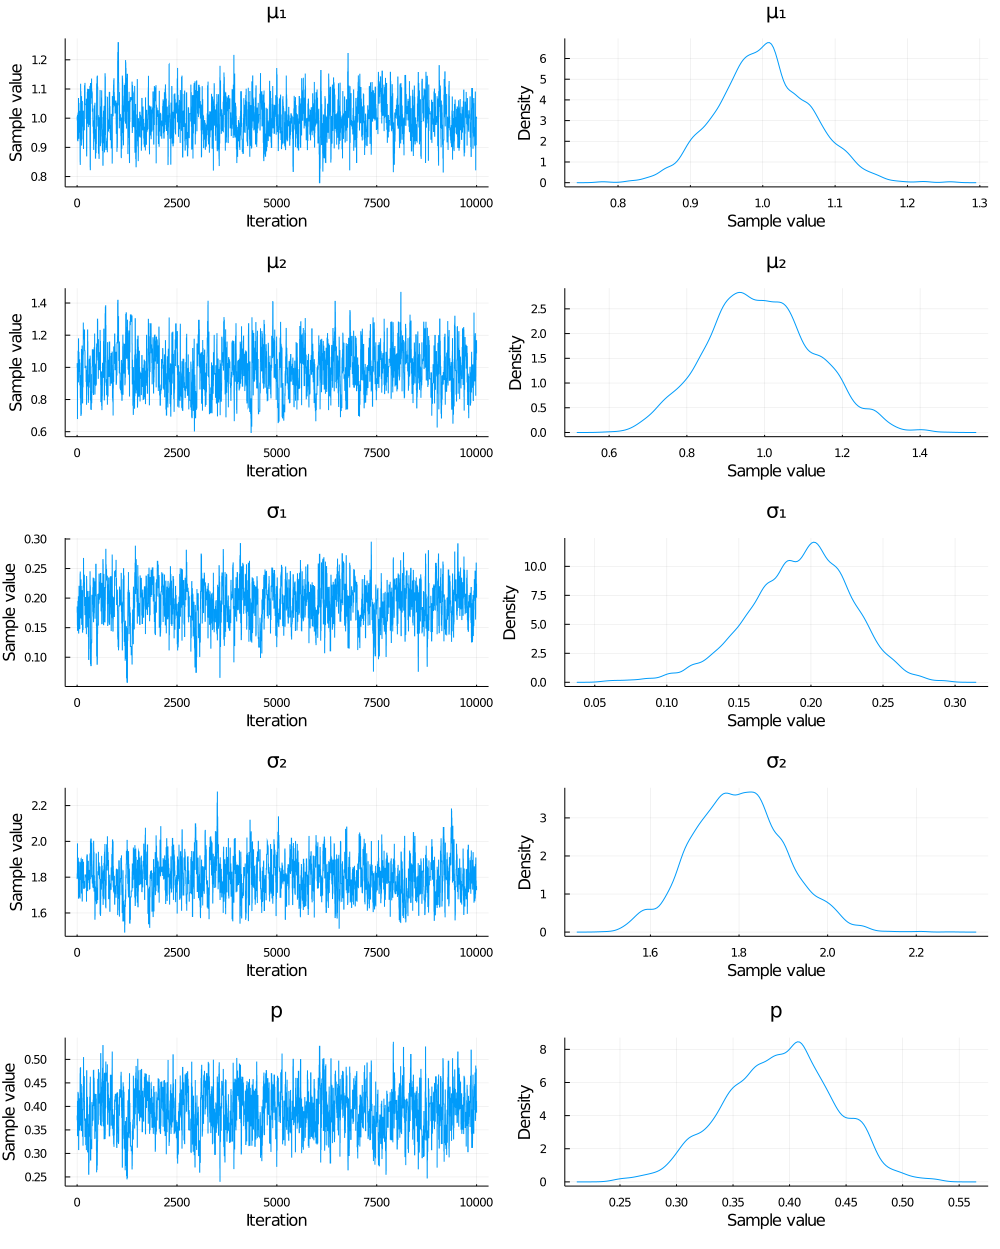 μ₁ μ₁
Sample value
1.2
1.1
1.0
0.9
0.8
0 2500 5000 7500 10000
Iteration
Density
6
5
4
3
2
1
0
0.8 0.9 1.0 1.1 1.2 1.3
Sample value
μ₂ μ₂
Sample value
1.4
1.2
1.0
0.8
0.6
0 2500 5000 7500 10000
Iteration
Density
2.5
2.0
1.5
1.0
0.5
0.0
0.6 0.8 1.0 1.2 1.4
Sample value
σ₁ σ₁
Sample value
0.30
0.25
0.20
0.15
0.10
0 2500 5000 7500 10000
Iteration
Density
10.0
7.5
5.0
2.5
0.0
0.05 0.10 0.15 0.20 0.25 0.30
Sample value
σ₂ σ₂
Sample value
2.2
2.0
1.8
1.6
0 2500 5000 7500 10000
Iteration
Density
3
2
1
0
1.6 1.8 2.0 2.2
Sample value
p p
Sample value
0.50
0.45
0.40
0.35
0.30
0.25
0 2500 5000 7500 10000
Iteration
Density
8
6
4
2
0
0.25 0.30 0.35 0.40 0.45 0.50 0.55
Sample value